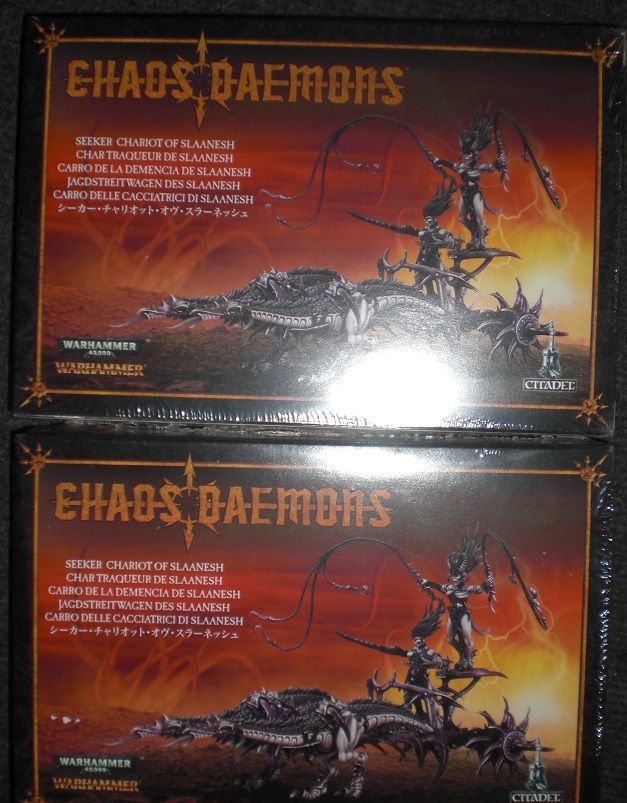 CHAOS DAEMONS
SEEKER CHARIOT OF SLAANESH
CHAR TRAQUEUR DE SLAANESH
CARRO DE LA DEMENCIA DE SLAANESH
JAGDSTREITWAGEN DES SLAANESH
CARRO DELLE CACCIATRICI DI SLAANESH
シーカー・チャリオット・オヴ・スラーネッシュ
WARHAMMER
40,000
WARHAMMER
CITADEL
CHAOS DAEMONS
SEEKER CHARIOT OF SLAANESH
CHAR TRAQUEUR DE SLAANESH
CARRO DE LA DEMENCIA DE SLAANESH
JAGDSTREITWAGEN DES SLAANESH
CARRO DELLE CACCIATRICI DI SLAANESH
シーカー・チャリオット・オヴ・スラーネッシュ
WARHAMMER
40,000
WARHAMMER
CITADEL